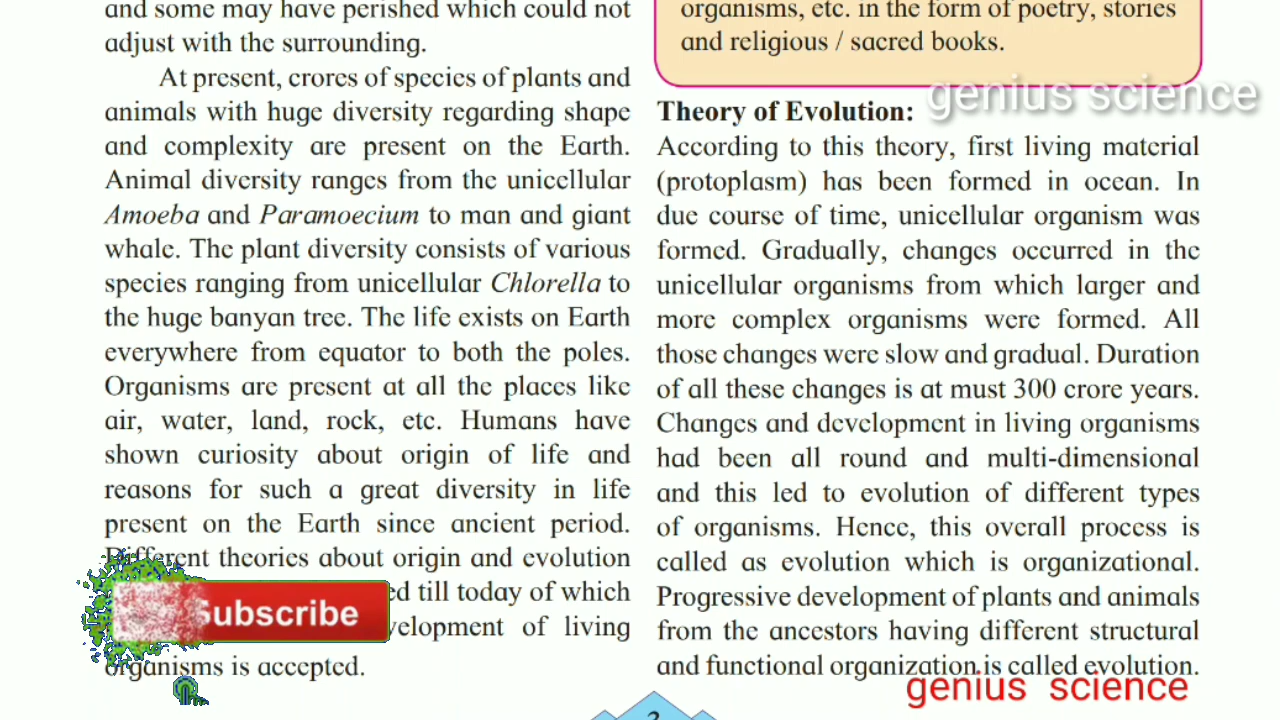 and some may have perished which could not
adjust with the surrounding.
At present, crores of species of plants and
animals with huge diversity regarding shape
and complexity are present on the Earth.
Animal diversity ranges from the unicellular
Amoeba and Paramoecium to man and giant
whale. The plant diversity consists of various
species ranging from unicellular Chlorella to
the huge banyan tree. The life exists on Earth
everywhere from equator to both the poles.
Organisms are present at all the places like
air, water, land, rock, etc. Humans have
shown curiosity about origin of life and
reasons for such a great diversity in life
present on the Earth since ancient period.
Different theories about origin and evolution
till today of which
of living
organisms is accepted.
Subscribe
organisms, etc. in the form of poetry, stories
and religious / sacred books.
genius science
Theory of Evolution:
According to this theory, first living material
(protoplasm) has been formed in ocean. In
due course of time, unicellular organism was
formed. Gradually, changes occurred in the
unicellular organisms from which larger and
more complex organisms were formed. All
those changes were slow and gradual. Duration
of all these changes is at must 300 crore years.
Changes and development in living organisms
had been all round and multi-dimensional
and this led to evolution of different types
of organisms. Hence, this overall process is
called as evolution which is organizational.
Progressive development of plants and animals
from the ancestors having different structural
and functional organization is called evolution.
genius science